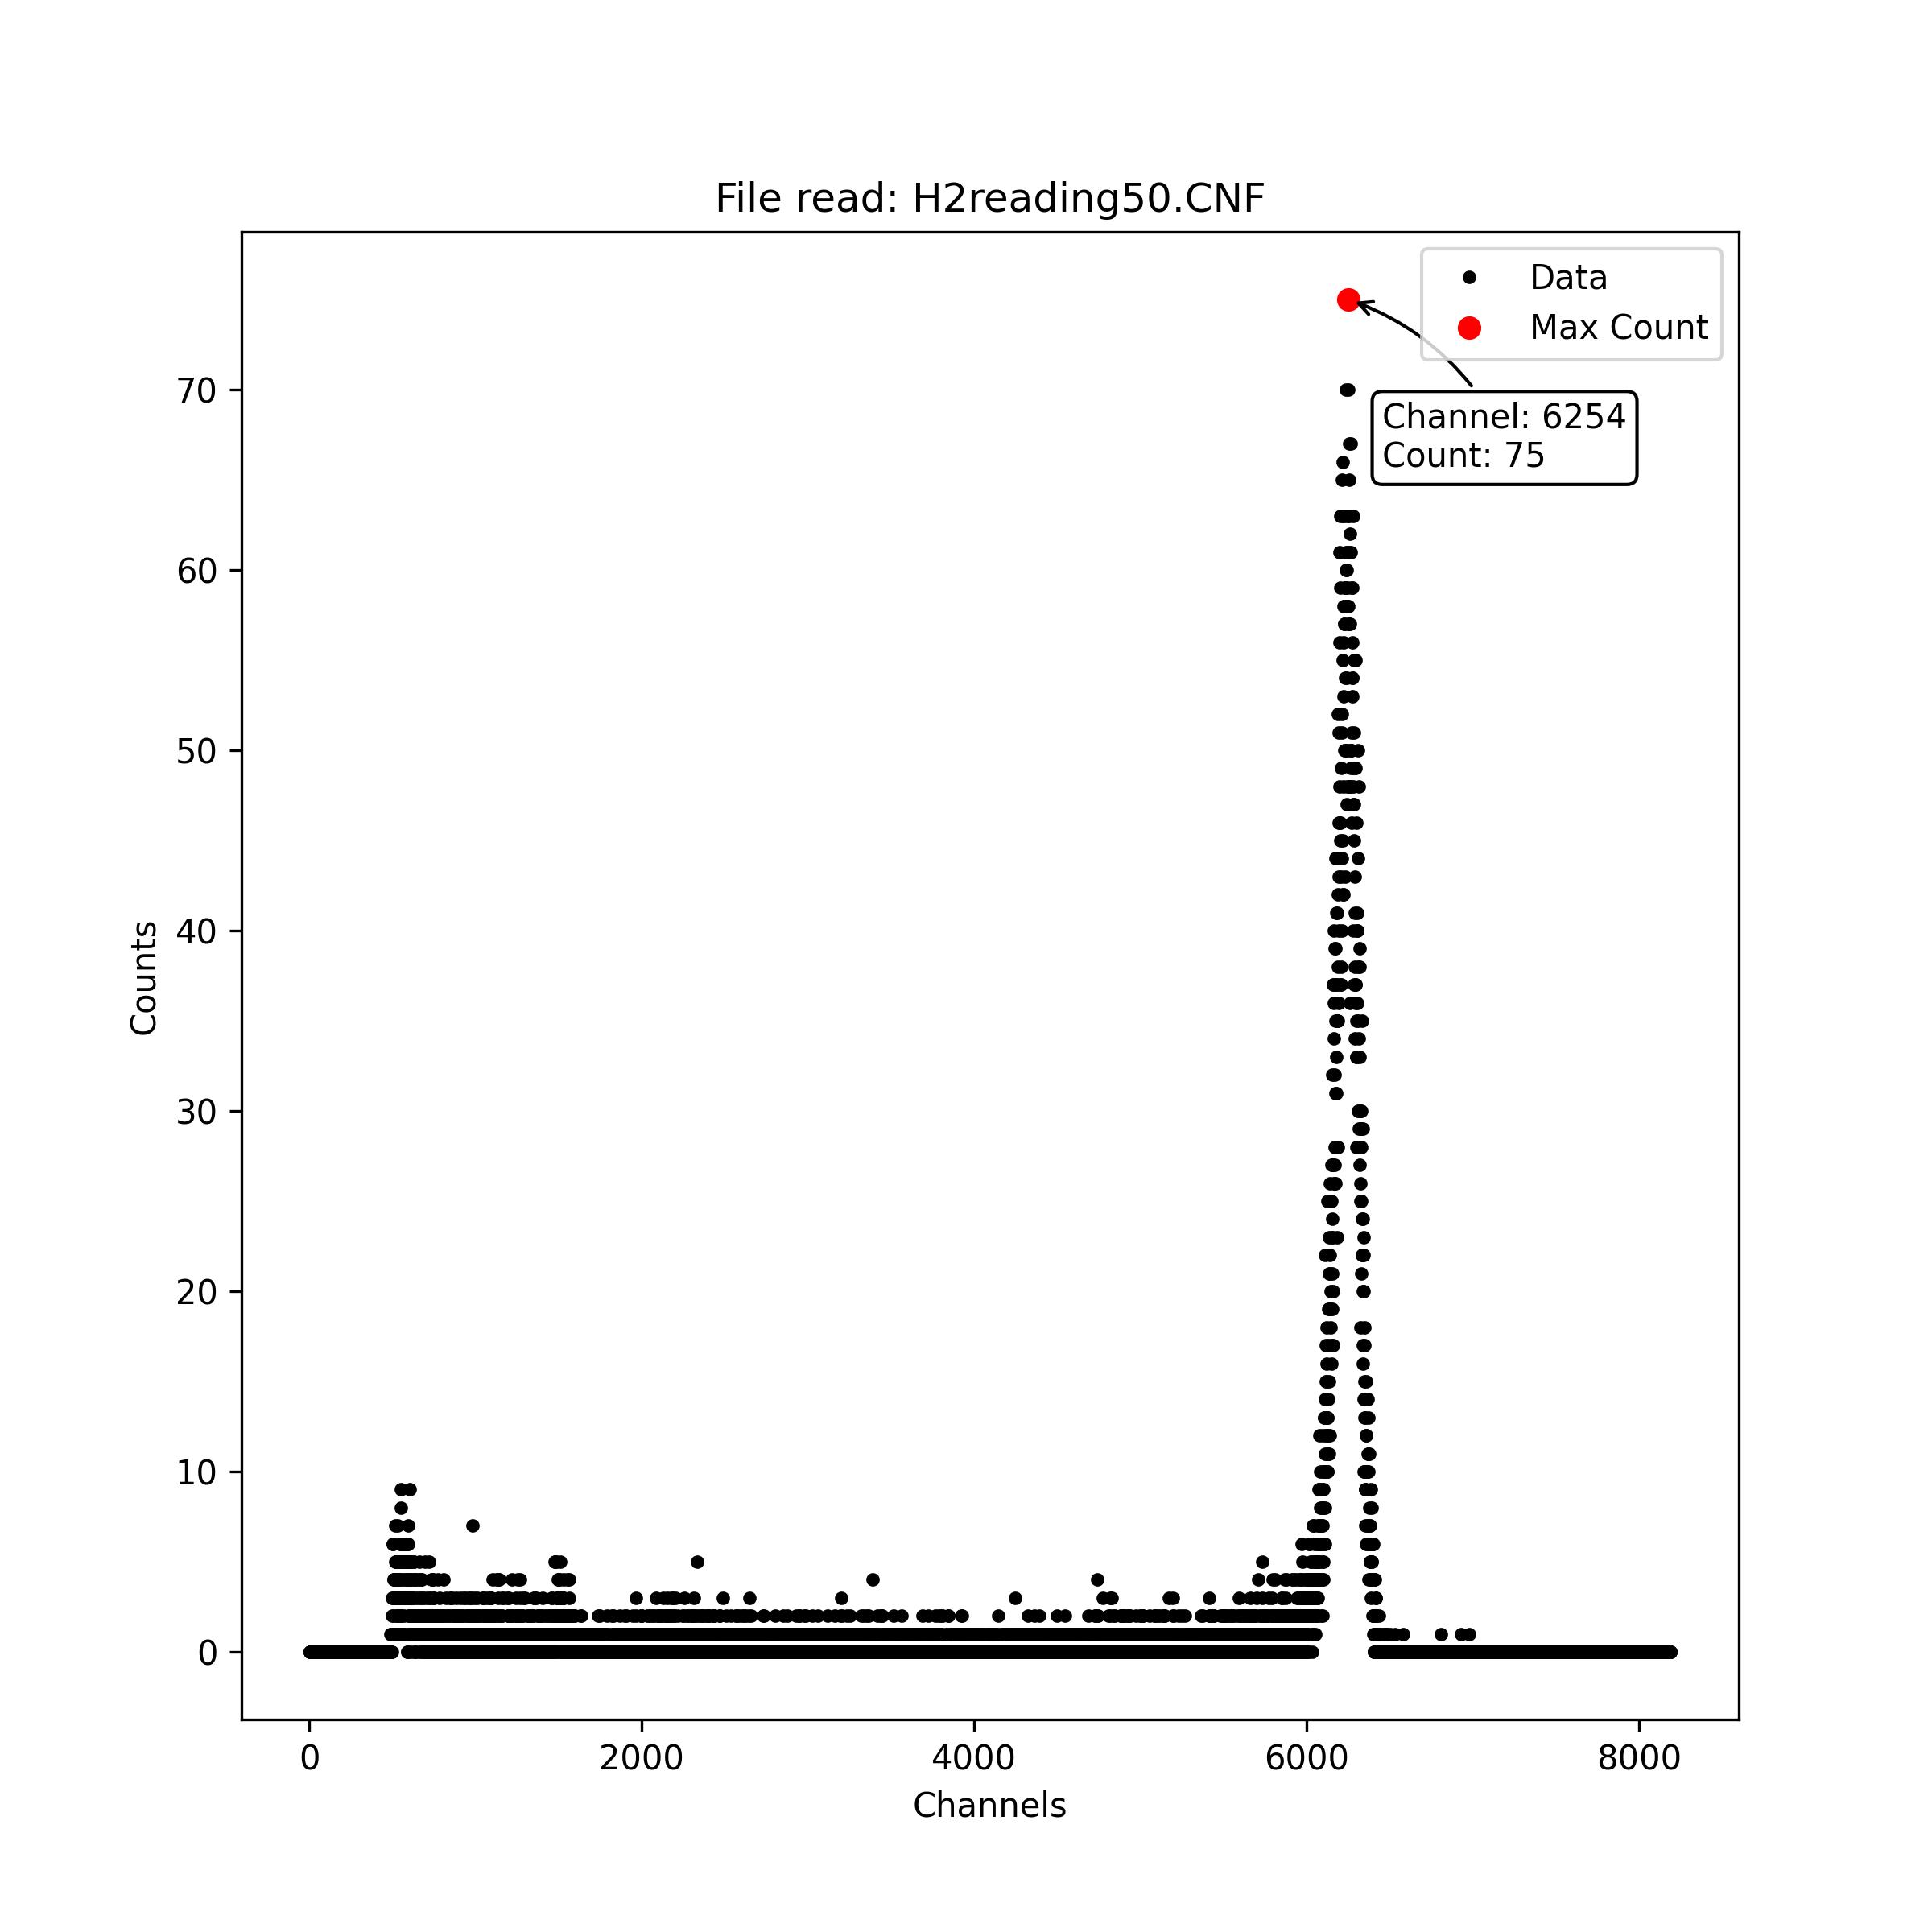 File read: H2reading50.CNF
Data
Max Count
Channel: 6254
Count: 75
Counts
70
60
50
40
30
20
10
0
0 2000 4000 6000 8000
Channels